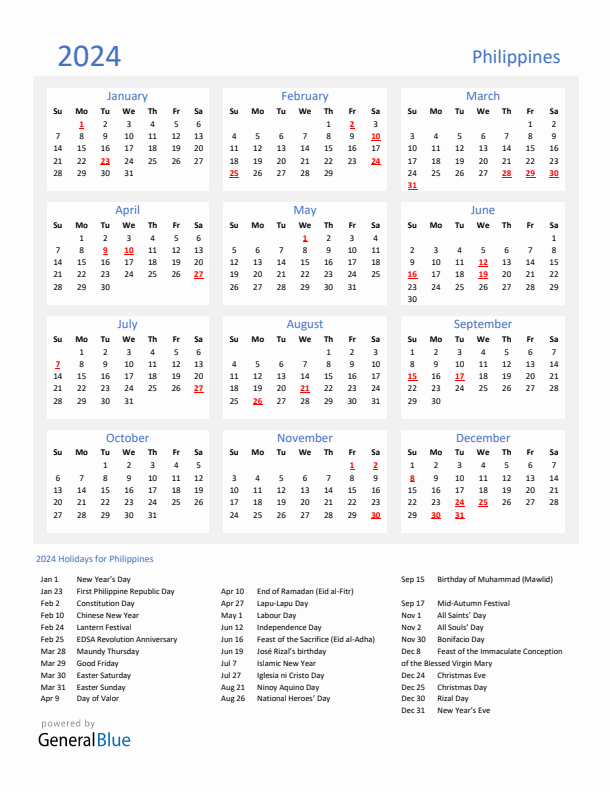 2024
Philippines
January
Su Mo Tu We Th Fr Sa
1 2 3 4 5 6
7 8 9 10 11 12 13
14 15 16 17 18 19 20
21 22 23 24 25 26 27
28 29 30 31
February
Su Mo Tu We Th Fr Sa
1 2 3
4 5 6 7 8 9 10
11 12 13 14 15 16 17
18 19 20 21 22 23 24
25 26 27 28 29
March
Su Mo Tu We Th Fr Sa
1 2
3 4 5 6 7 8 9
10 11 12 13 14 15 16
17 18 19 20 21 22 23
24 25 26 27 28 29 30
31
April
Su Mo Tu We Th Fr Sa
1 2 3 4 5 6
7 8 9 10 11 12 13
14 15 16 17 18 19 20
21 22 23 24 25 26 27
28 29 30
May
Su Mo Tu We Th Fr Sa
1 2 3 4
5 6 7 8 9 10 11
12 13 14 15 16 17 18
19 20 21 22 23 24 25
26 27 28 29 30 31
June
Su Mo Tu We Th Fr Sa
1
2 3 4 5 6 7 8
9 10 11 12 13 14 15
16 17 18 19 20 21 22
23 24 25 26 27 28 29
30
July
Su Mo Tu We Th Fr Sa
1 2 3 4 5 6
7 8 9 10 11 12 13
14 15 16 17 18 19 20
21 22 23 24 25 26 27
28 29 30 31
August
Su Mo Tu We Th Fr Sa
1 2 3
4 5 6 7 8 9 10
11 12 13 14 15 16 17
18 19 20 21 22 23 24
25 26 27 28 29 30 31
September
Su Mo Tu We Th Fr Sa
1 2 3 4 5 6 7
8 9 10 11 12 13 14
15 16 17 18 19 20 21
22 23 24 25 26 27 28
29 30
October
Su Mo Tu We Th Fr Sa
1 2 3 4 5
6 7 8 9 10 11 12
13 14 15 16 17 18 19
20 21 22 23 24 25 26
27 28 29 30 31
November
Su Mo Tu We Th Fr Sa
1 2
3 4 5 6 7 8 9
10 11 12 13 14 15 16
17 18 19 20 21 22 23
24 25 26 27 28 29 30
December
Su Mo Tu We Th Fr Sa
1 2 3 4 5 6 7
8 9 10 11 12 13 14
15 16 17 18 19 20 21
22 23 24 25 26 27 28
29 30 31
2024 Holidays for Philippines
Jan 1 New Year's Day
Jan 23 First Philippine Republic Day
Feb 2 Constitution Day
Feb 10 Chinese New Year
Feb 24 Lantern Festival
Feb 25 EDSA Revolution Anniversary
Mar 28 Maundy Thursday
Mar 29 Good Friday
Mar 30 Easter Saturday
Mar 31 Easter Sunday
Apr 9 Day of Valor
Apr 10 End of Ramadan (Eid al-Fitr)
Apr 27 Lapu-Lapu Day
May 1 Labour Day
Jun 12 Independence Day
Jun 16 Feast of the Sacrifice (Eid al-Adha)
Jun 19 José Rizal's birthday
Jul 7 Islamic New Year
Jul 27 Iglesia ni Cristo Day
Aug 21 Ninoy Aquino Day
Aug 26 National Heroes' Day
Sep 15 Birthday of Muhammad (Mawlid)
Sep 17 Mid-Autumn Festival
Nov 1 All Saints' Day
Nov 2 All Souls' Day
Nov 30 Bonifacio Day
Dec 8 Feast of the Immaculate Conception
of the Blessed Virgin Mary
Dec 24 Christmas Eve
Dec 25 Christmas Day
Dec 30 Rizal Day
Dec 31 New Year's Eve
powered by
GeneralBlue